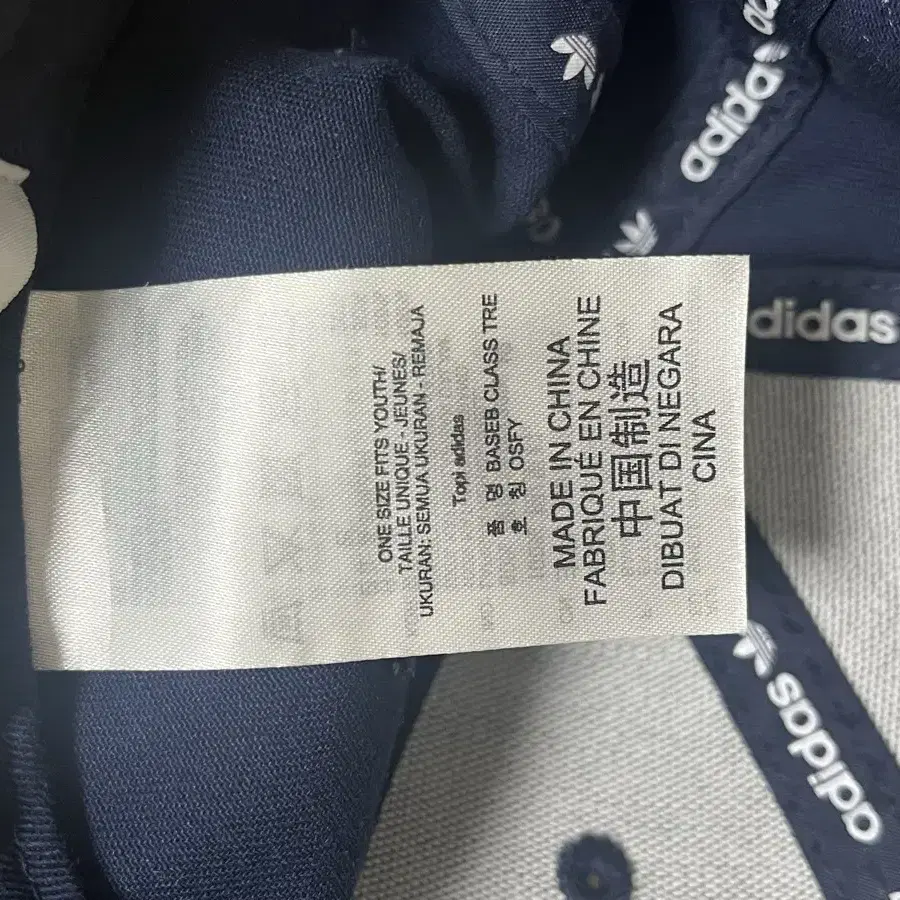 ONE SIZE FITS YOUTH/
TAILLE UNIQUE - JEUNES/
UKURAN: SEMUA UKURAN - REMAJA
Topi adidas
품 명 BASEB CLASS TRE
호 칭 OSFY
MADE IN CHINA
FABRIQUÉ EN CHINE
中国制造
DIBUAT DI NEGARA
CINA
adidas
adidas
adidas